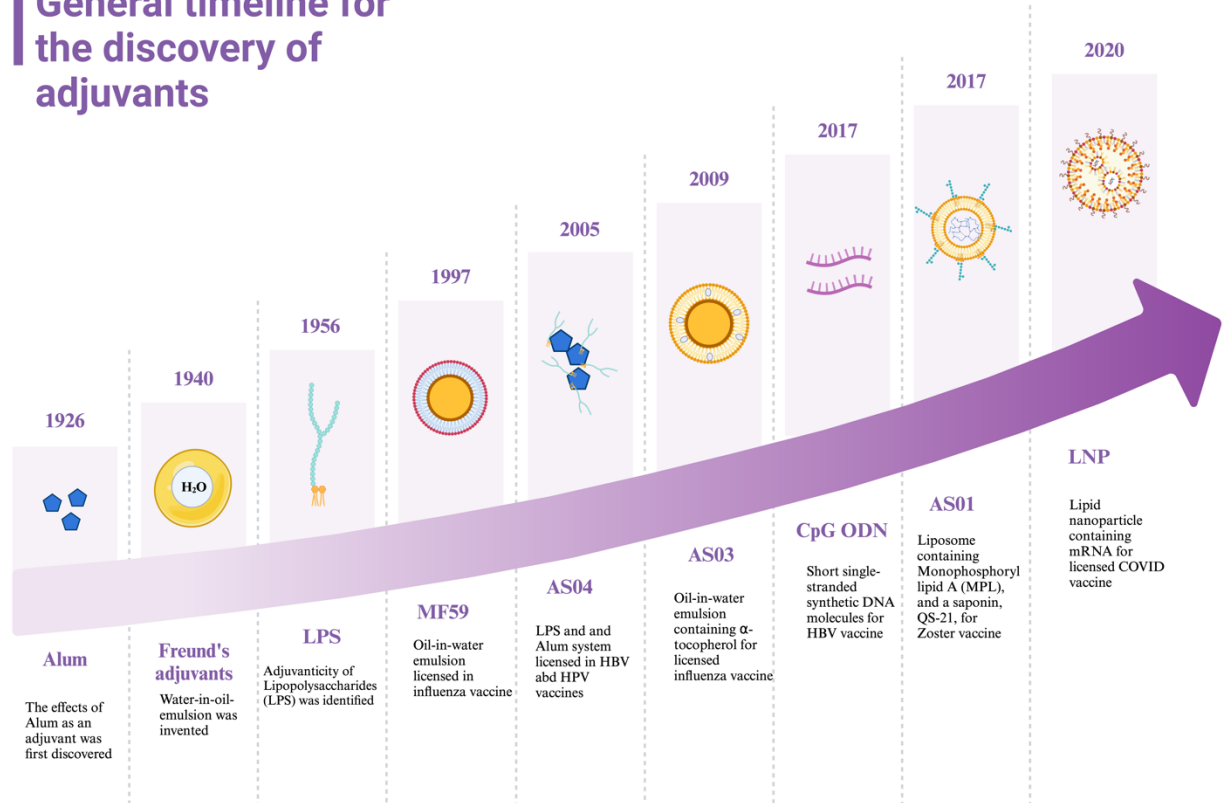 General timeline for
the discovery of
adjuvants
1926
Alum
The effects of
Alum as an
adjuvant was
first discovered
1940
H₂O
Freund's
adjuvants
Water-in-oil-
emulsion was
invented
1956
LPS
Adjuvanticity of
Lipopolysaccharides
(LPS) was identified
1997
MF59
Oil-in-water
emulsion
licensed in
influenza vaccine
2005
AS04
LPS and and
Alum system
licensed in HBV
abd HPV
vaccines
2009
AS03
Oil-in-water
emulsion
containing α-
tocopherol for
licensed
influenza vaccine
2017
CpG ODN
Short single-
stranded
synthetic DNA
molecules for
HBV vaccine
2017
AS01
Liposome
containing
Monophosphoryl
lipid A (MPL),
and a saponin,
QS-21, for
Zoster vaccine
2020
LNP
Lipid
nanoparticle
containing
mRNA for
licensed COVID
vaccine